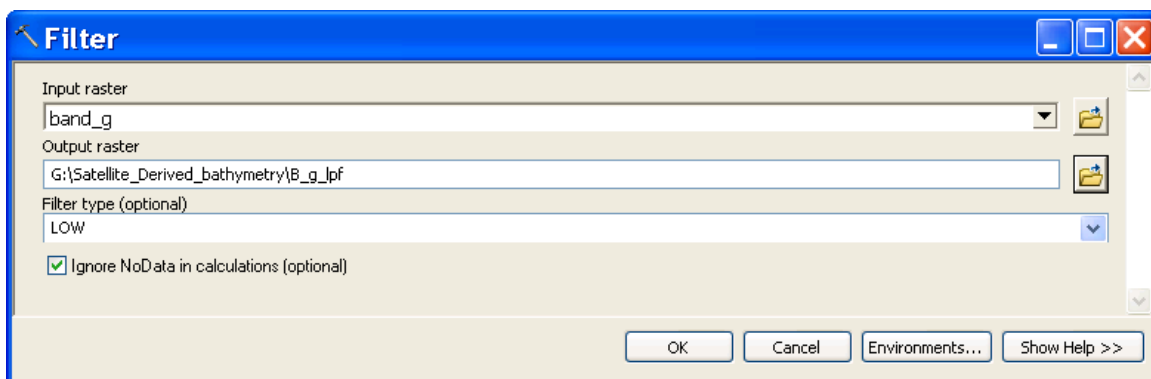 Filter
Input raster
band_g
Output raster
G:\Satellite_Derived_bathymetry\B_g_lpf
Filter type (optional)
LOW
Ignore NoData in calculations (optional)
OK Cancel Environments... Show Help >>